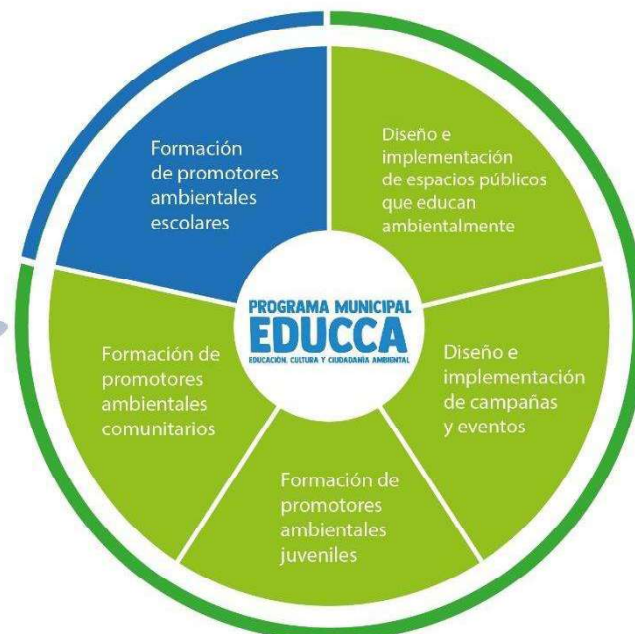 Formación
de promotores
ambientales
escolares
Diseño e
implementación
de espacios públicos
que educan
ambientalmente
PROGRAMA MUNICIPAL
EDUCCA
EDUCACIÓN, CULTURA Y CIUDADANÍA AMBIENTAL
Formación de
promotores
ambientales
comunitarios
Diseño e
implementación
de campañas
y eventos
Formación de
promotores
ambientales
juveniles